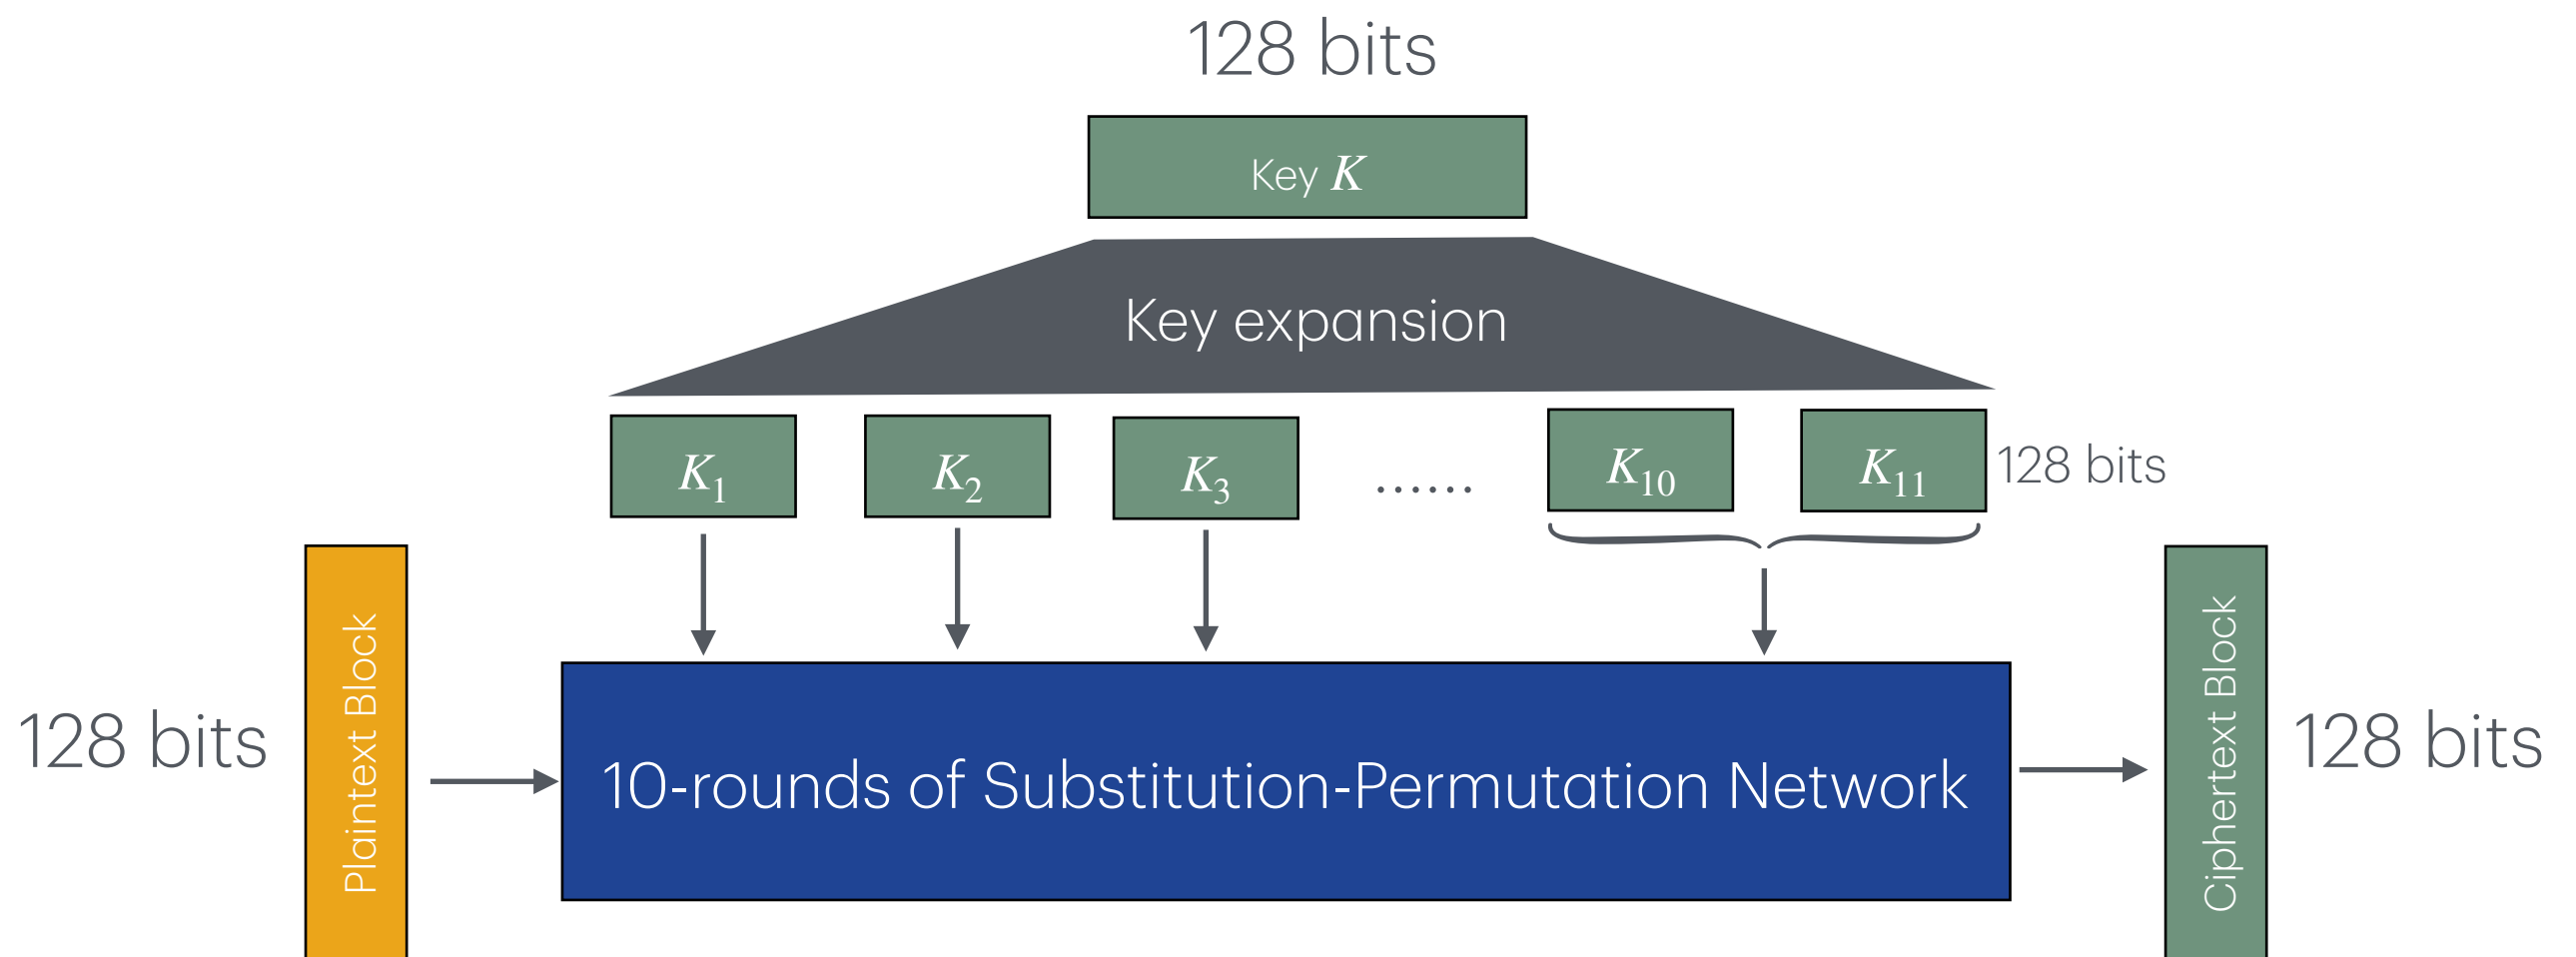 128 bits
Key K
Key expansion
K₁
K₂
K₃
......
K₁₀
K₁₁
128 bits
128 bits
Plaintext Block
10-rounds of Substitution-Permutation Network
Ciphertext Block
128 bits